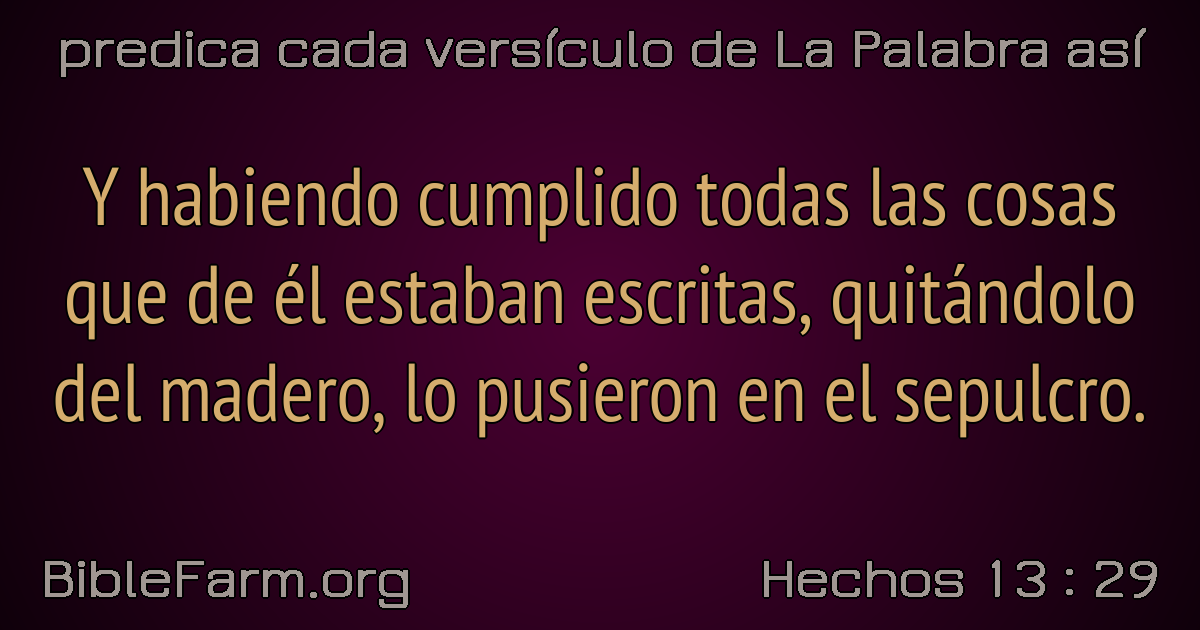 predica cada versículo de La Palabra así
Y habiendo cumplido todas las cosas
que de él estaban escritas, quitándolo
del madero, lo pusieron en el sepulcro.
BibleFarm.org
Hechos 13 : 29